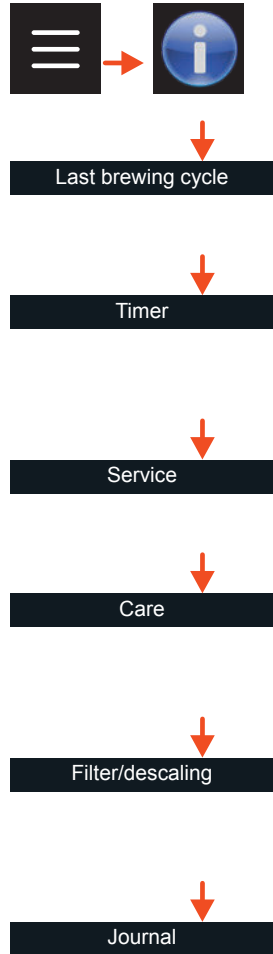 Last brewing cycle
Timer
Service
Care
Filter/descaling
Journal